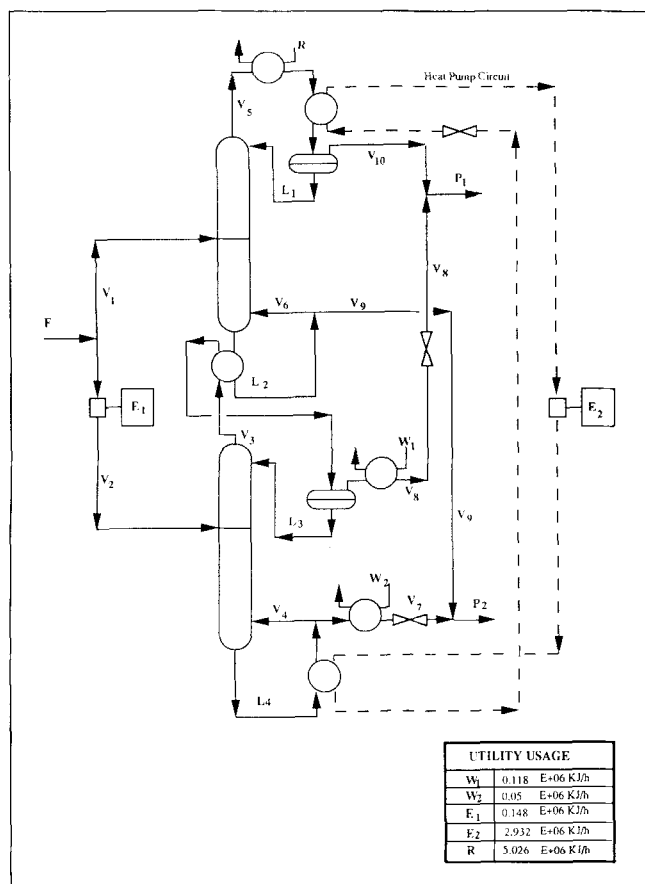 R
Heat Pump Circuit
V5
V10
L1
P1
V1
V8
F
V6
V9
L2
E1
E2
V3
W1
V2
V8
L3
V9
W2
V4
V7
P2
L4
UTILITY USAGE
W1 0.118 E+06 KJ/h
W2 0.05 E+06 KJ/h
E1 0.148 E+06 KJ/h
E2 2.932 E+06 KJ/h
R 5.026 E+06 KJ/h